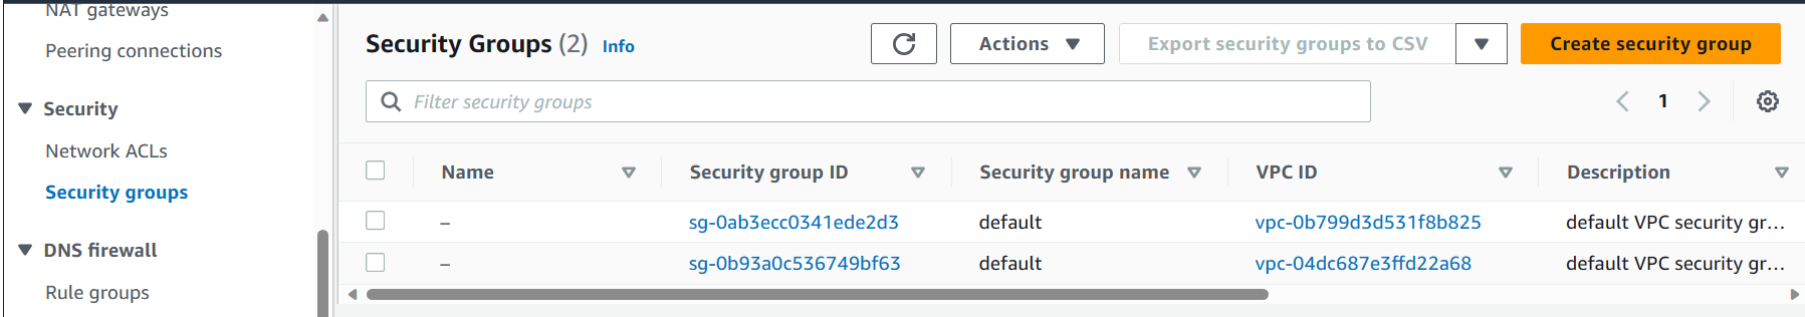 NAT gateways
Peering connections
Security
Network ACLs
Security groups
DNS firewall
Rule groups
Security Groups (2) Info
Actions
Export security groups to CSV
Create security group
Filter security groups
1
Name Security group ID Security group name VPC ID Description
– sg-0ab3ecc0341ede2d3 default vpc-0b799d3d531f8b825 default VPC security gr...
– sg-0b93a0c536749bf63 default vpc-04dc687e3ffd22a68 default VPC security gr...